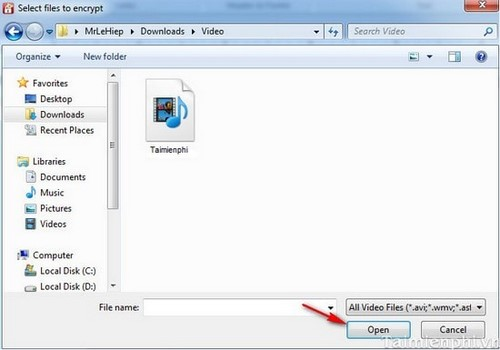 Select files to encrypt
MrLeHiep ▸ Downloads ▸ Video
Search Video
Organize
New folder
Favorites
Desktop
Downloads
Recent Places
Libraries
Documents
Music
Pictures
Videos
Computer
Local Disk (C:)
Local Disk (D:)
Taimienphi
File name:
All Video Files (*.avi;*.wmv;*.asf
Open
Cancel
Taimienphi.vn